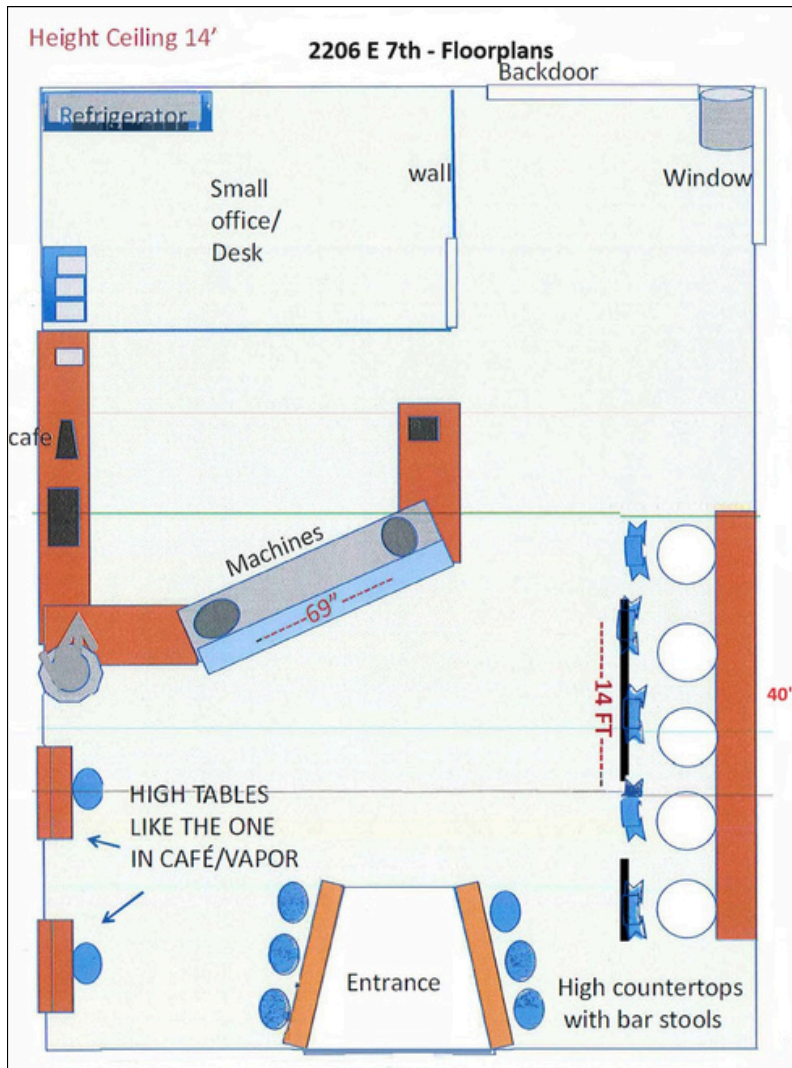 Height Ceiling 14'
2206 E 7th - Floorplans
Backdoor
Refrigerator
wall
Window
Small
office/
Desk
cafe
Machines
69"
14 FT
40'
HIGH TABLES
LIKE THE ONE
IN CAFÉ/VAPOR
Entrance
High countertops
with bar stools